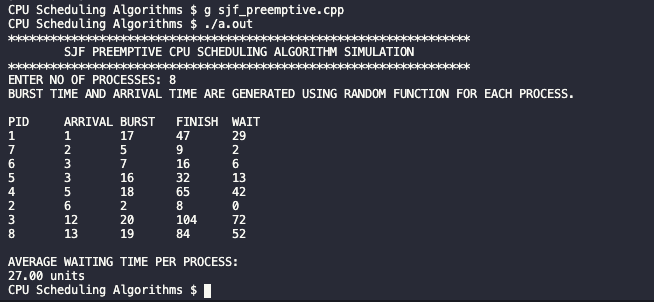 CPU Scheduling Algorithms $ g sjf_preemptive.cpp
CPU Scheduling Algorithms $ ./a.out
******************************************************************
SJF PREEMPTIVE CPU SCHEDULING ALGORITHM SIMULATION
******************************************************************
ENTER NO OF PROCESSES: 8
BURST TIME AND ARRIVAL TIME ARE GENERATED USING RANDOM FUNCTION FOR EACH PROCESS.
PID ARRIVAL BURST FINISH WAIT
1 1 17 47 29
7 2 5 9 2
6 3 7 16 6
5 3 16 32 13
4 5 18 65 42
2 6 2 8 0
3 12 20 104 72
8 13 19 84 52
AVERAGE WAITING TIME PER PROCESS:
27.00 units
CPU Scheduling Algorithms $